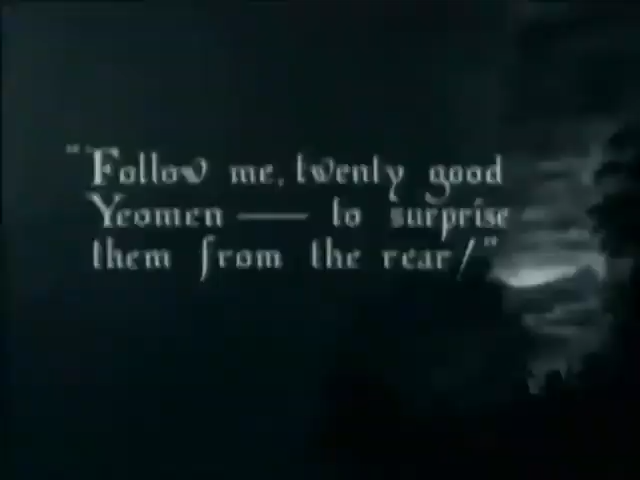 "Follow me, twenty good
Yeomen — to surprise
them from the rear!"